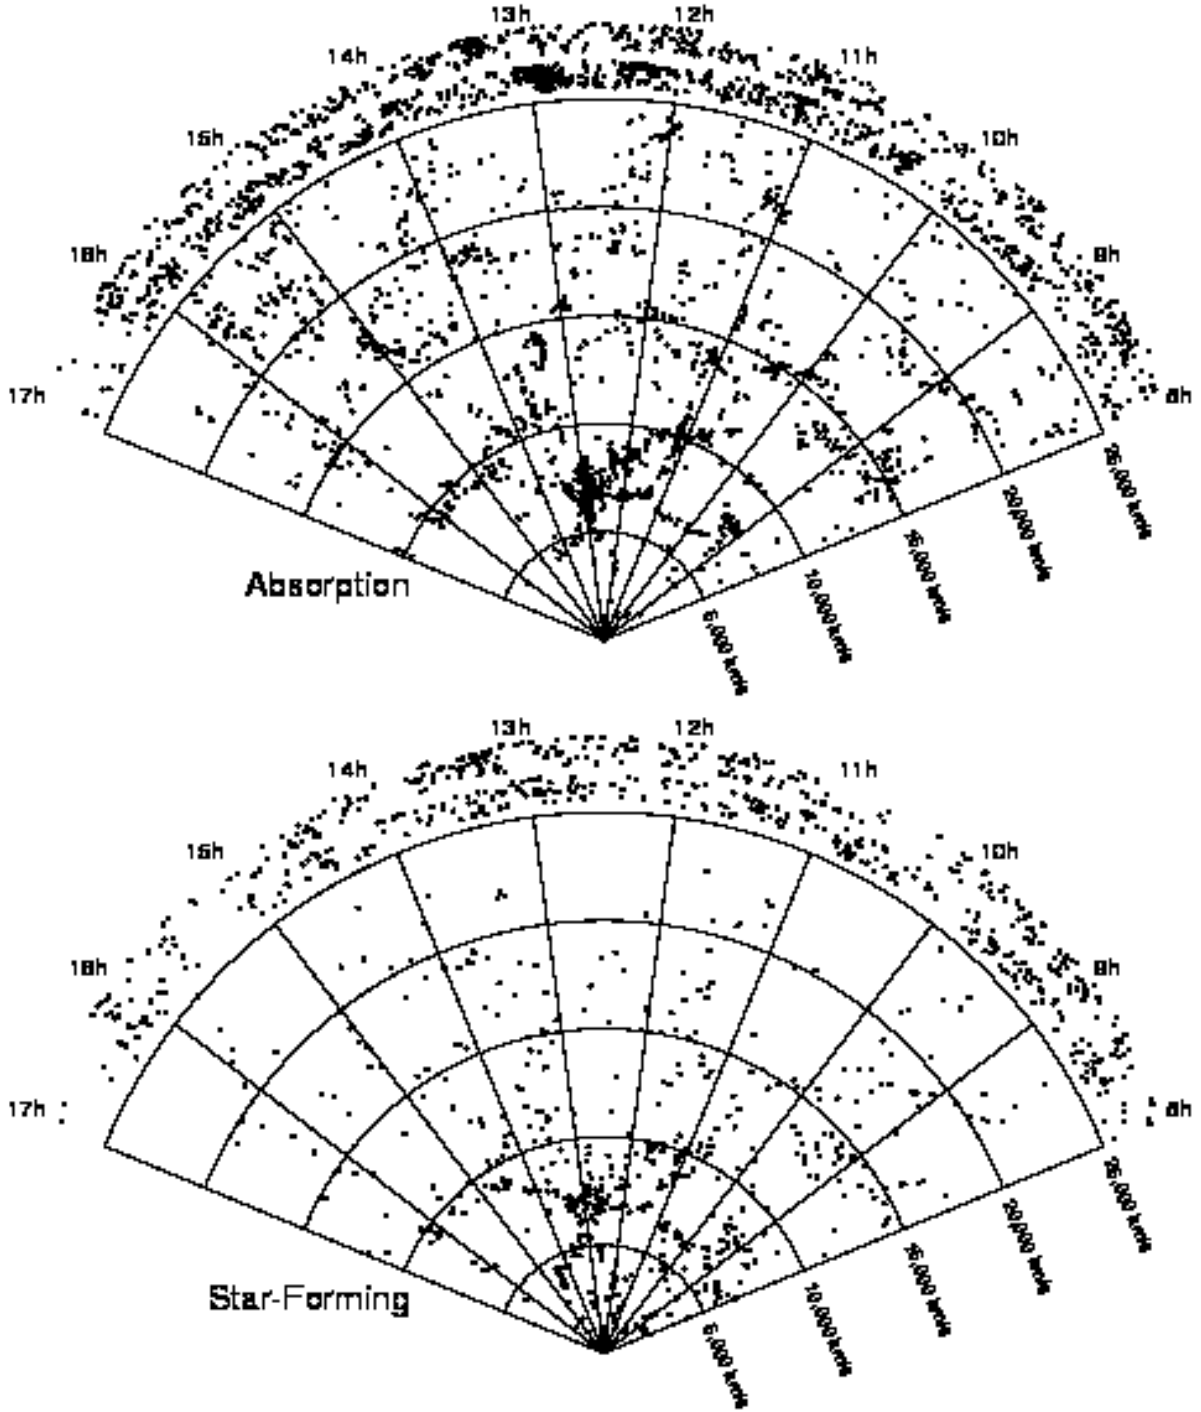 13h
12h
14h
11h
15h
10h
16h
9h
17h
8h
25,000 km/s
20,000 km/s
15,000 km/s
10,000 km/s
5,000 km/s
Absorption
13h
12h
14h
11h
15h
10h
16h
9h
17h
8h
25,000 km/s
20,000 km/s
15,000 km/s
10,000 km/s
5,000 km/s
Star-Forming